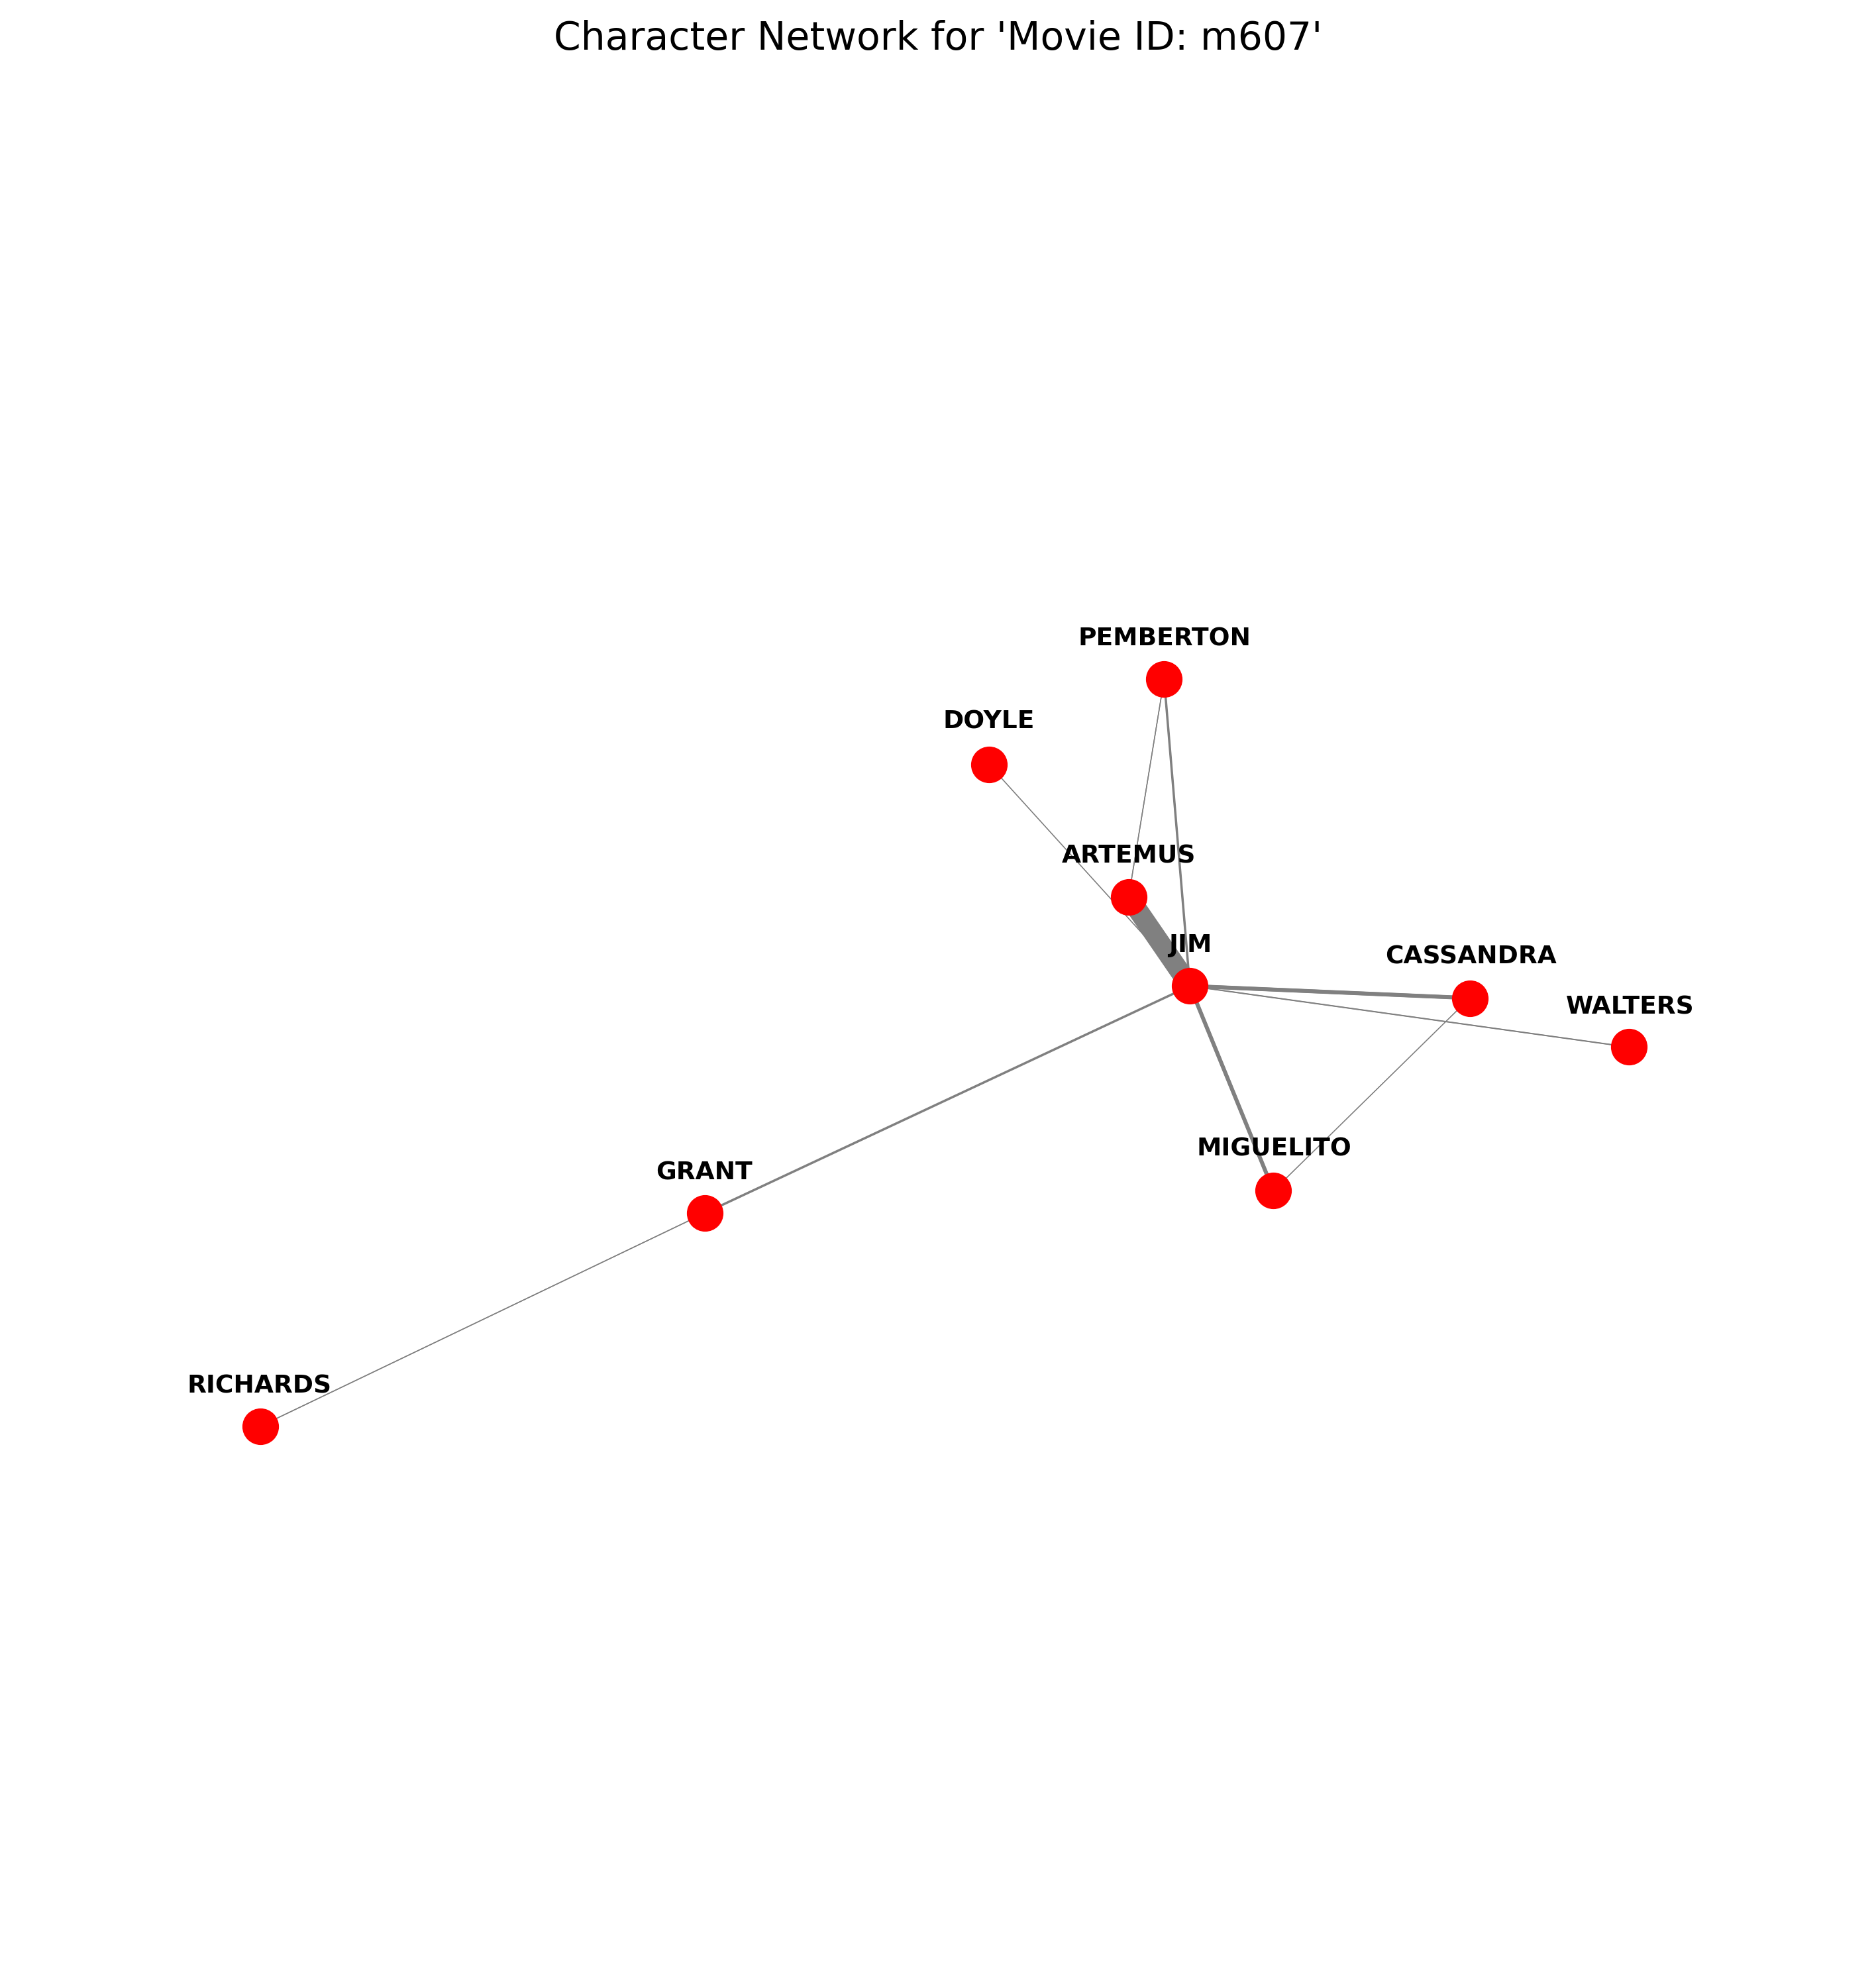 Character Network for 'Movie ID: m607'
PEMBERTON
DOYLE
ARTEMUS
JIM
CASSANDRA
WALTERS
MIGUELITO
GRANT
RICHARDS